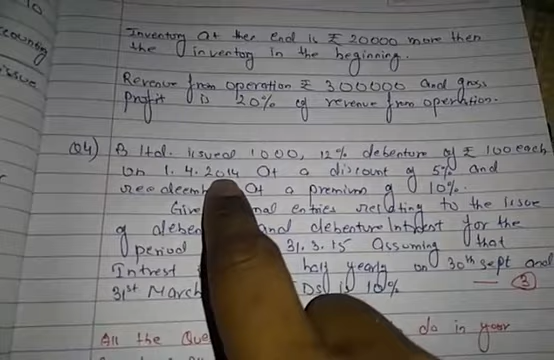 10
Inventory at the end is ₹ 20000 more then
the inventory in the beginning.
Revenue from operation ₹ 300000 and gross
profit is 20% of revenue from operation.
Q4) B ltd. issued 1000, 12% debenture of ₹ 100 each
on 1.4.2014 at a discount of 5% and
at a premium of 10%.
Give entries relating to the issue
of and debenture Intrest for the
period 31.3.15 assuming that
Intrest half yearly on 30th sept and
31st March is 10% — 3
All the Que do in your